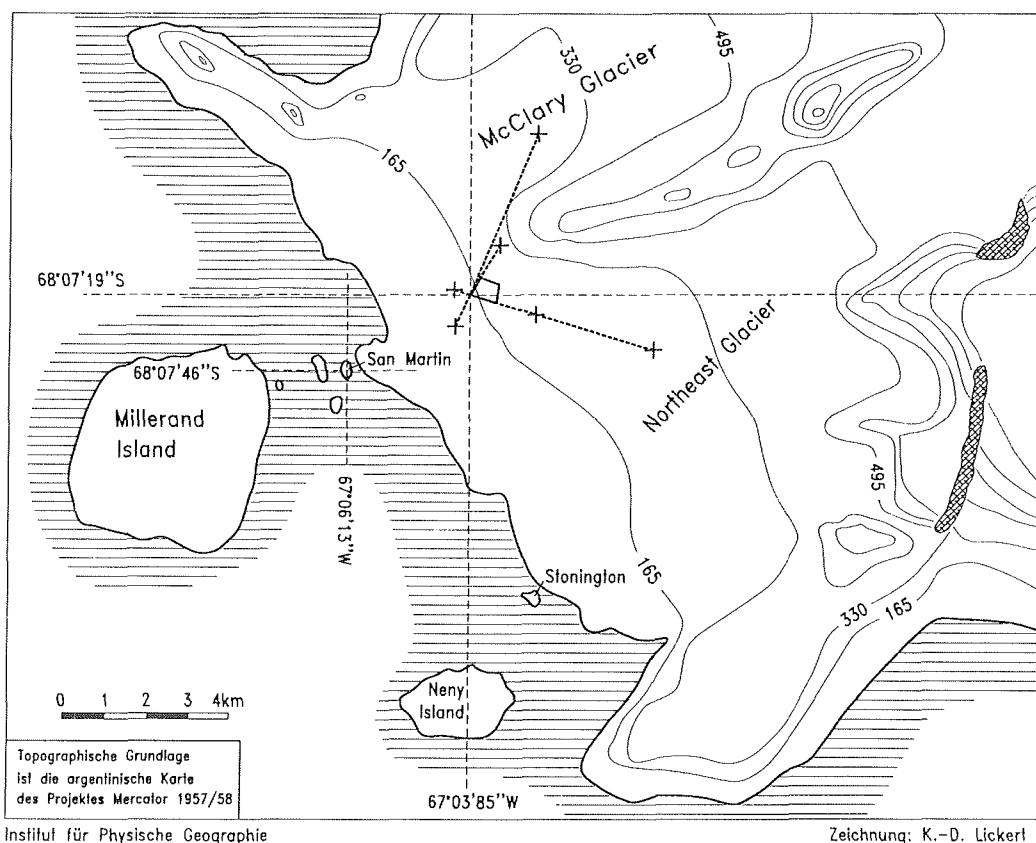 495
330
McClary Glacier
165
68°07'19"S
San Martin
68°07'46"S
Northeast Glacier
Millerand
Island
67°06'13"W
495
Stonington
165
330
165
0 1 2 3 4km
Neny
Island
Topographische Grundlage
ist die argentinische Karte
des Projektes Mercator 1957/58
67°03'85"W
Institut für Physische Geographie
Zeichnung: K.-D. Lickert